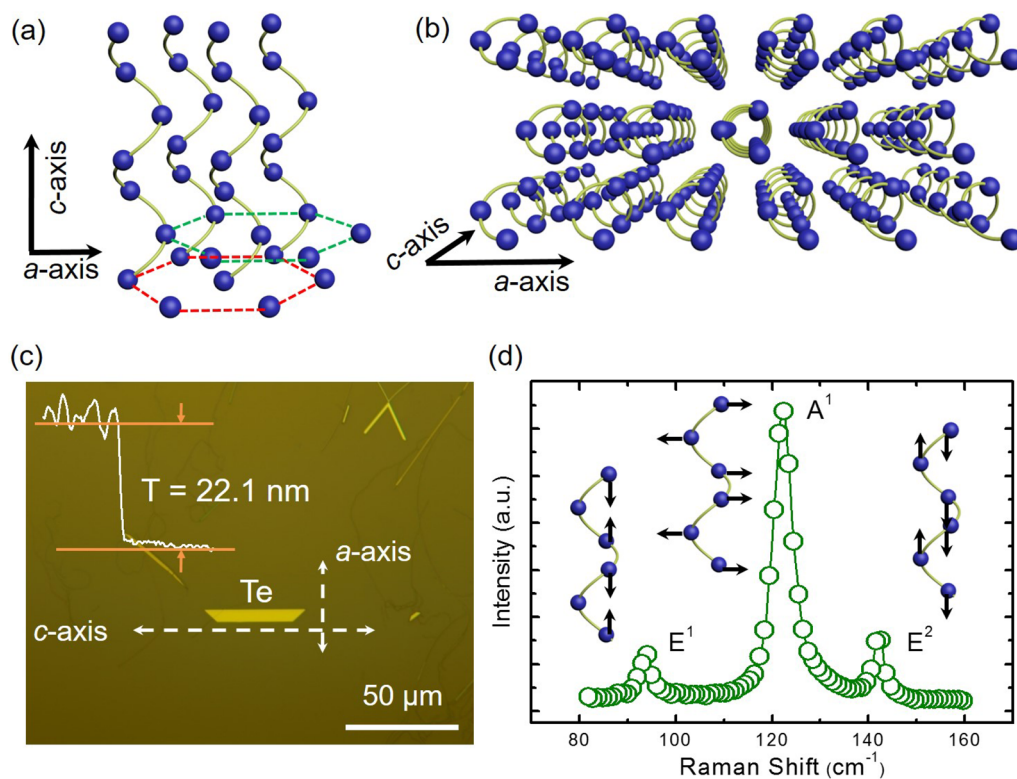 (a)
c-axis
a-axis
(b)
c-axis
a-axis
(c)
T = 22.1 nm
a-axis
Te
c-axis
50 μm
(d)
A¹
E¹
E²
Intensity (a.u.)
80 100 120 140 160
Raman Shift (cm⁻¹)